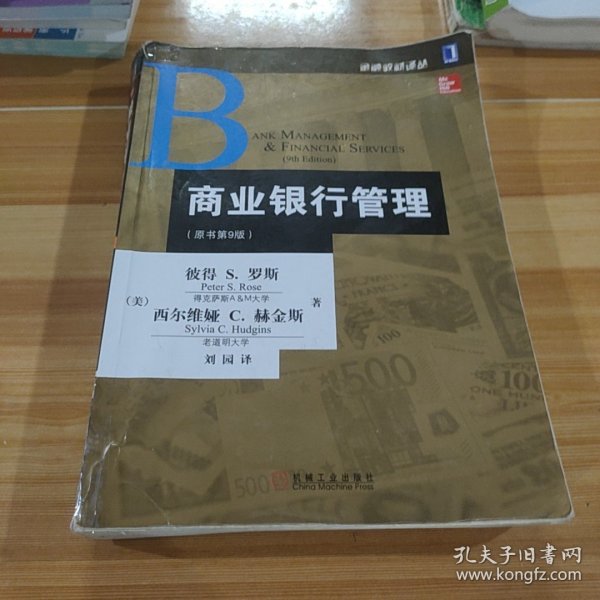 BANK MANAGEMENT
& FINANCIAL SERVICES
(9th Edition)
商业银行管理
(原书第9版)
(美)
彼得 S. 罗斯
Peter S. Rose
得克萨斯A&M大学
著
西尔维娅 C. 赫金斯
Sylvia C. Hudgins
老道明大学
刘 园 译
500
100
500
机械工业出版社
China Machine Press
孔夫子旧书网
www.kongfz.com